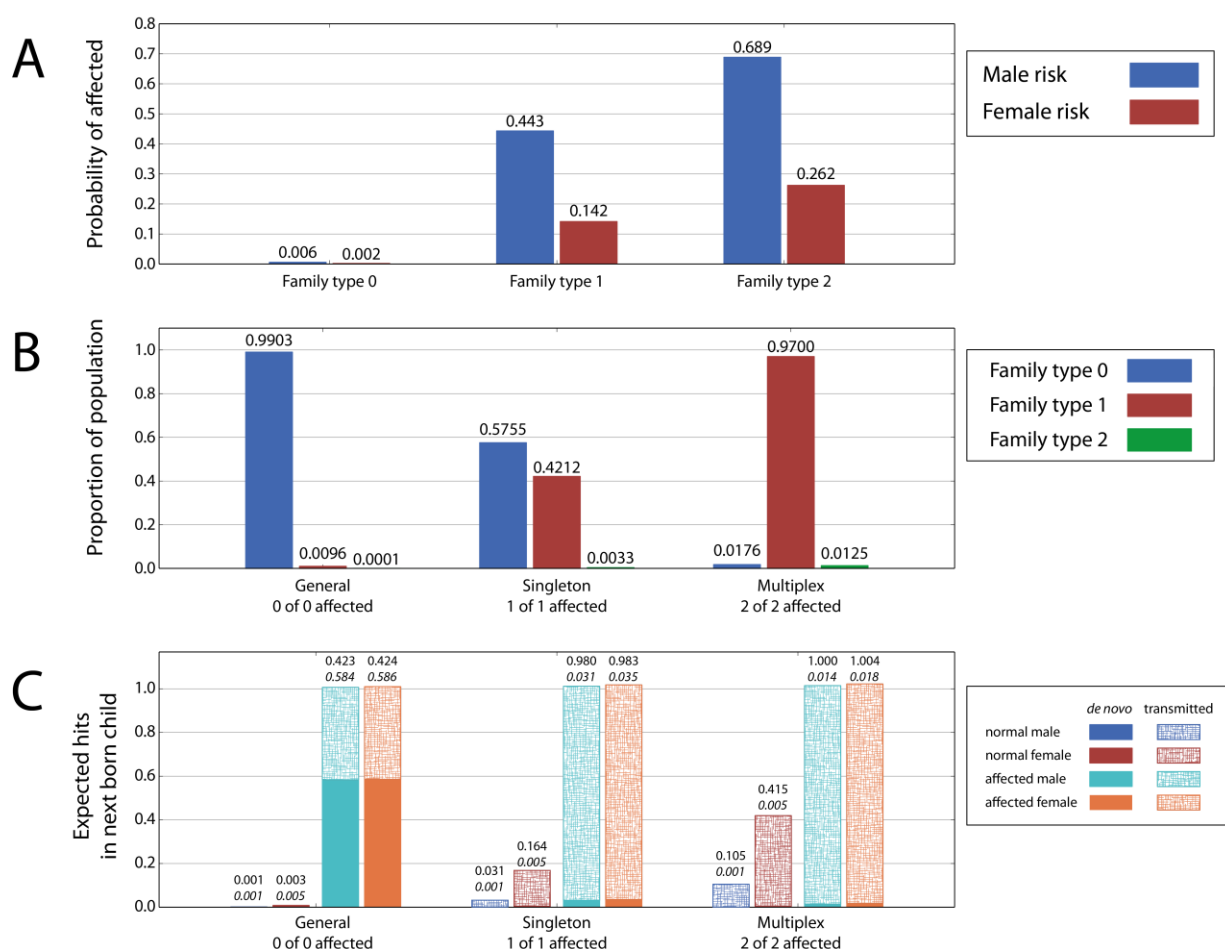 A
Probability of affected
0.8
0.7
0.6
0.5
0.4
0.3
0.2
0.1
0.0
0.006
0.002
0.443
0.142
0.689
0.262
Family type 0
Family type 1
Family type 2
Male risk
Female risk
B
Proportion of population
1.0
0.8
0.6
0.4
0.2
0.0
0.9903
0.0096
0.0001
0.5755
0.4212
0.0033
0.0176
0.9700
0.0125
General
0 of 0 affected
Singleton
1 of 1 affected
Multiplex
2 of 2 affected
Family type 0
Family type 1
Family type 2
C
Expected hits
in next born child
1.0
0.8
0.6
0.4
0.2
0.0
0.001
0.001
0.003
0.005
0.423
0.584
0.424
0.586
0.031
0.001
0.164
0.005
0.980
0.031
0.983
0.035
0.105
0.001
0.415
0.005
1.000
0.014
1.004
0.018
General
0 of 0 affected
Singleton
1 of 1 affected
Multiplex
2 of 2 affected
de novo transmitted
normal male
normal female
affected male
affected female